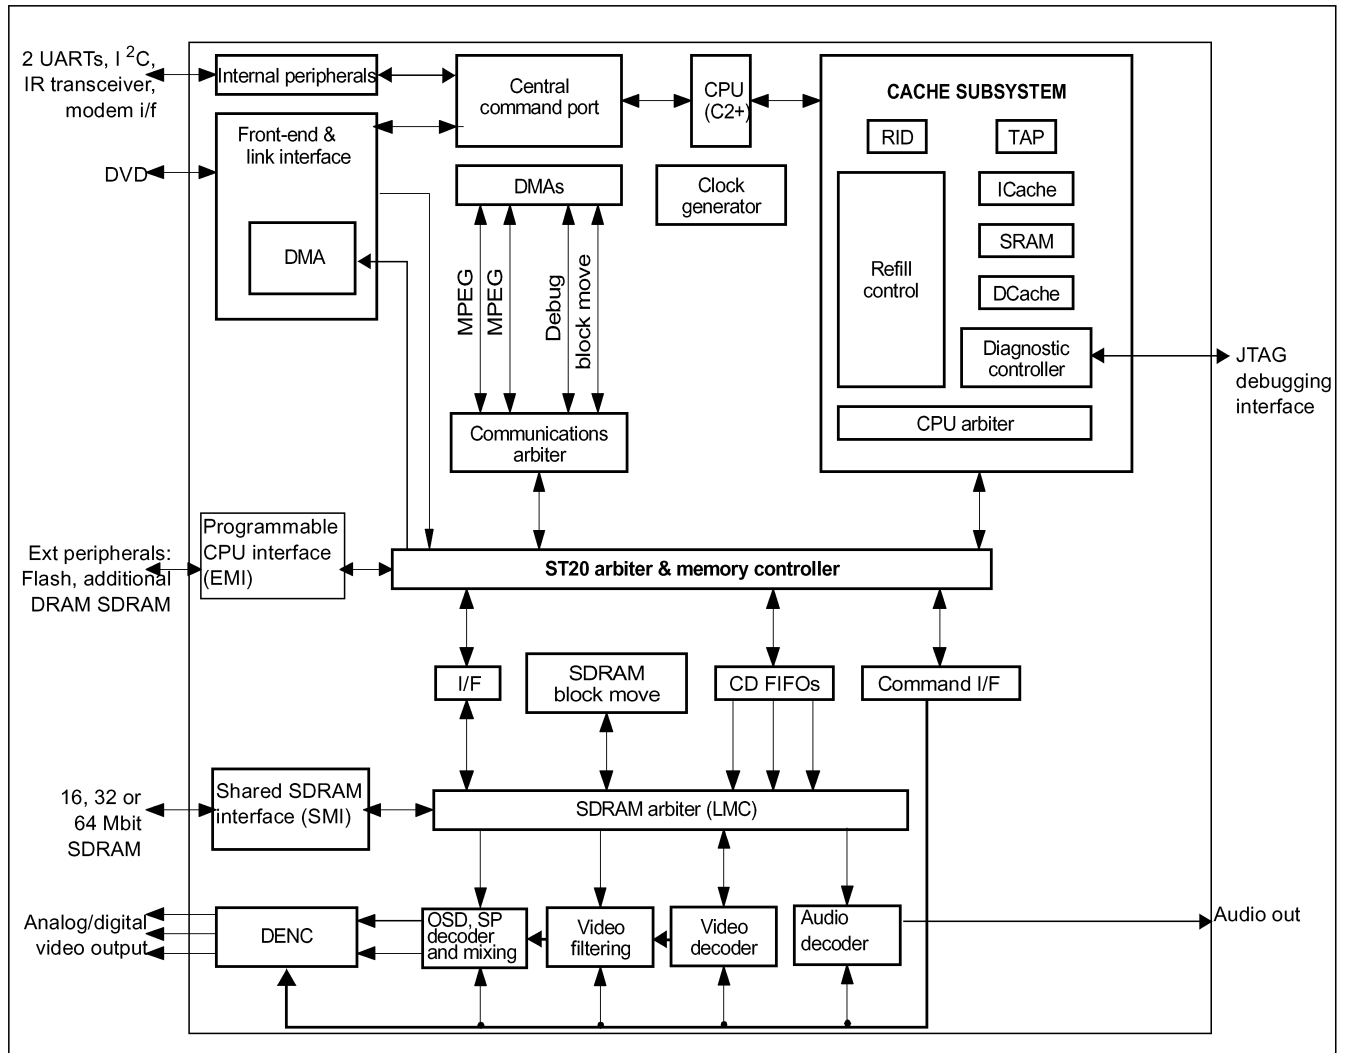 2 UARTs, I 2C,
IR transceiver,
modem i/f
Internal peripherals
Central
command port
CPU
(C2+)
CACHE SUBSYSTEM
RID
TAP
Front-end &
link interface
DVD
DMA
DMAs
Clock
generator
ICache
SRAM
DCache
Refill
control
Diagnostic
controller
CPU arbiter
JTAG
debugging
interface
MPEG
MPEG
Debug
block move
Communications
arbiter
Programmable
CPU interface
(EMI)
Ext peripherals:
Flash, additional
DRAM SDRAM
ST20 arbiter & memory controller
I/F
SDRAM
block move
CD FIFOs
Command I/F
16, 32 or
64 Mbit
SDRAM
Shared SDRAM
interface (SMI)
SDRAM arbiter (LMC)
Analog/digital
video output
DENC
OSD, SP
decoder
and mixing
Video
filtering
Video
decoder
Audio
decoder
Audio out